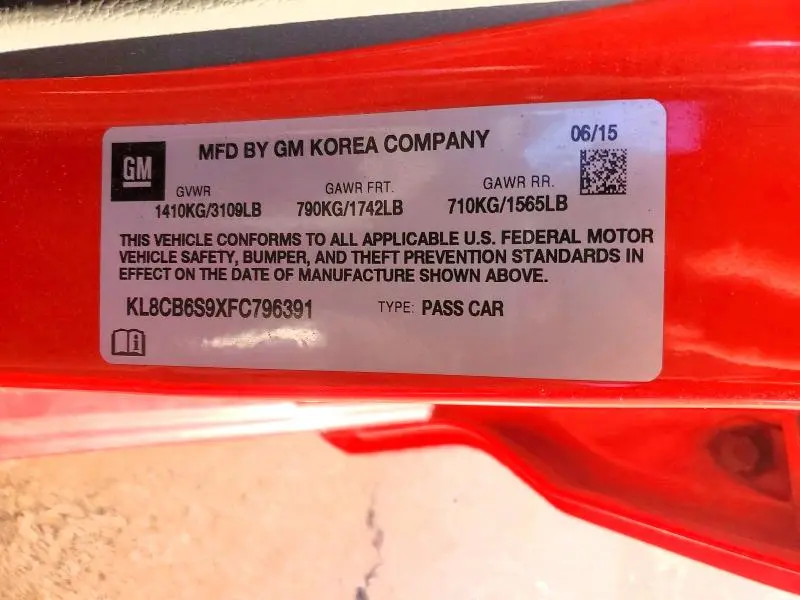 GM
MFD BY GM KOREA COMPANY
06/15
GVWR
GAWR FRT.
GAWR RR.
1410KG/3109LB
790KG/1742LB
710KG/1565LB
THIS VEHICLE CONFORMS TO ALL APPLICABLE U.S. FEDERAL MOTOR
VEHICLE SAFETY, BUMPER, AND THEFT PREVENTION STANDARDS IN
EFFECT ON THE DATE OF MANUFACTURE SHOWN ABOVE.
KL8CB6S9XFC796391
TYPE: PASS CAR